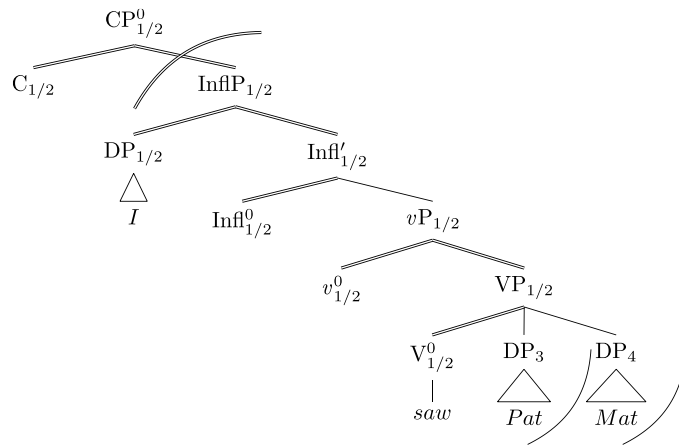 CP⁰₁/₂
C₁/₂ InflP₁/₂
DP₁/₂ Infl′₁/₂
I Infl⁰₁/₂ vP₁/₂
v⁰₁/₂ VP₁/₂
V⁰₁/₂ DP₃ DP₄
saw Pat Mat